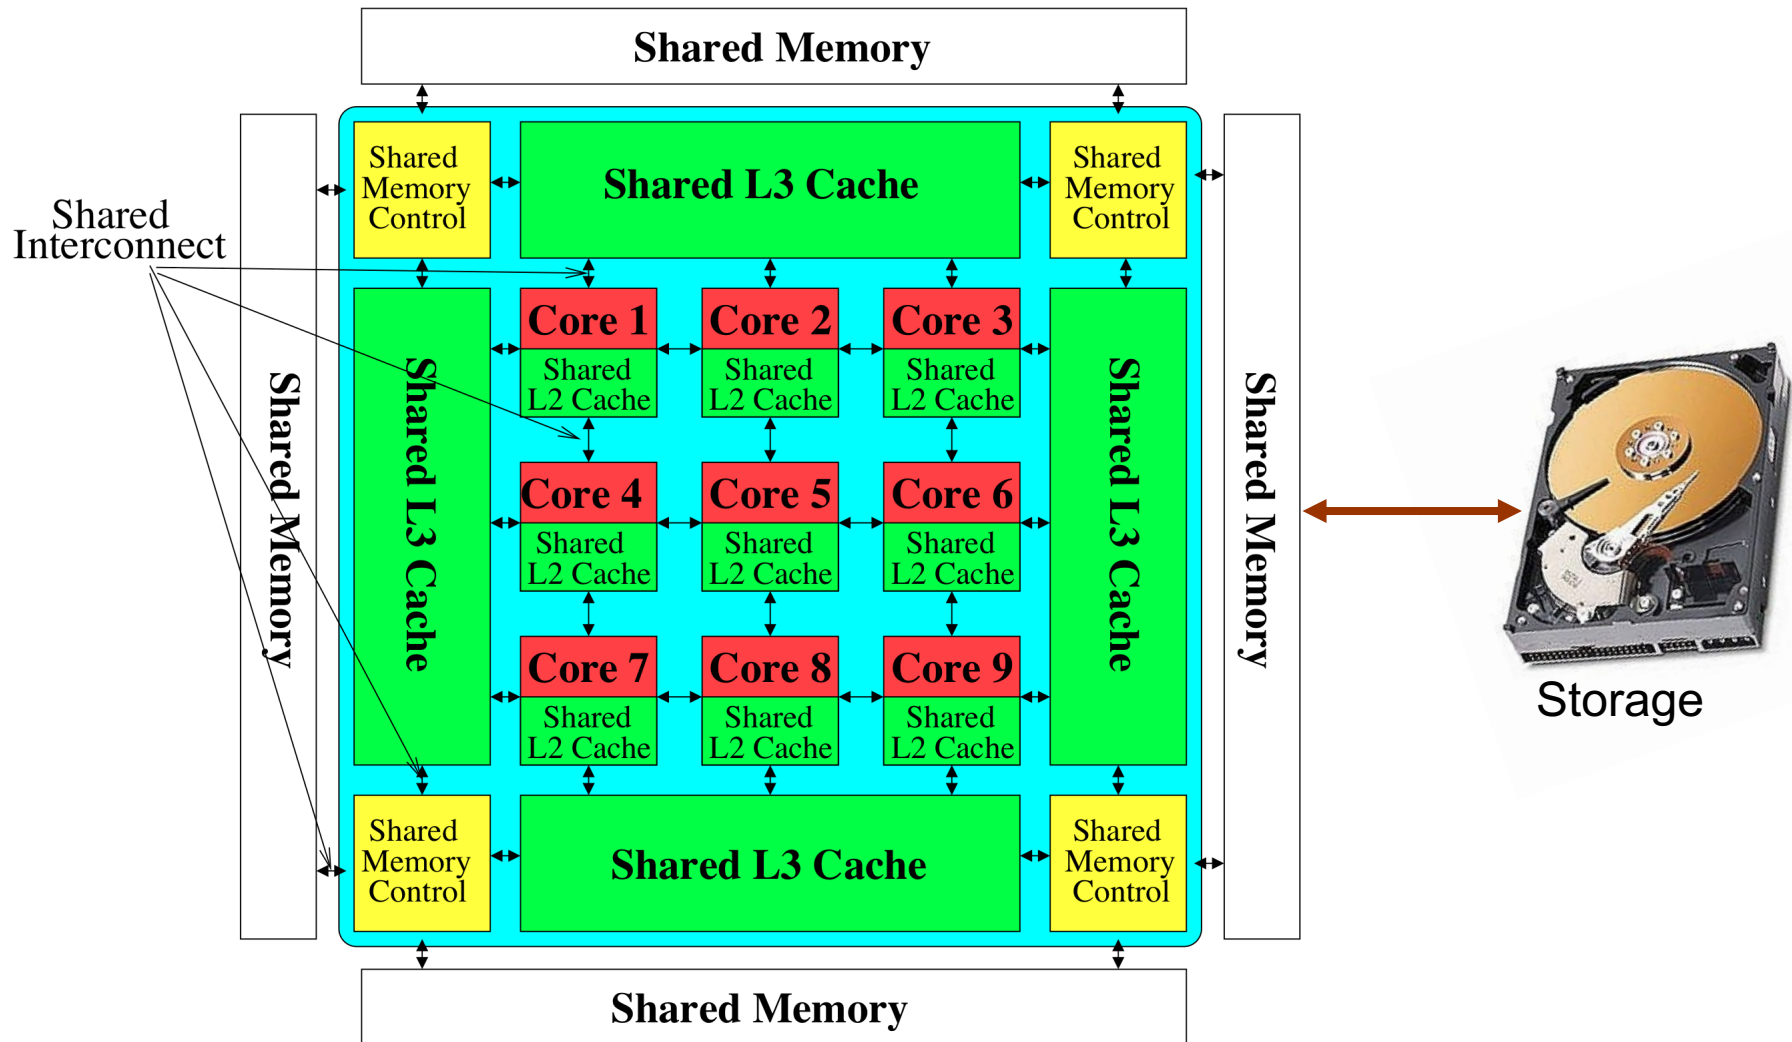 Shared Memory
Shared
Memory
Control
Shared L3 Cache
Shared
Memory
Control
Shared
Interconnect
Shared Memory
Shared L3 Cache
Core 1
Shared
L2 Cache
Core 2
Shared
L2 Cache
Core 3
Shared
L2 Cache
Core 4
Shared
L2 Cache
Core 5
Shared
L2 Cache
Core 6
Shared
L2 Cache
Core 7
Shared
L2 Cache
Core 8
Shared
L2 Cache
Core 9
Shared
L2 Cache
Shared L3 Cache
Shared Memory
Storage
Shared
Memory
Control
Shared L3 Cache
Shared
Memory
Control
Shared Memory